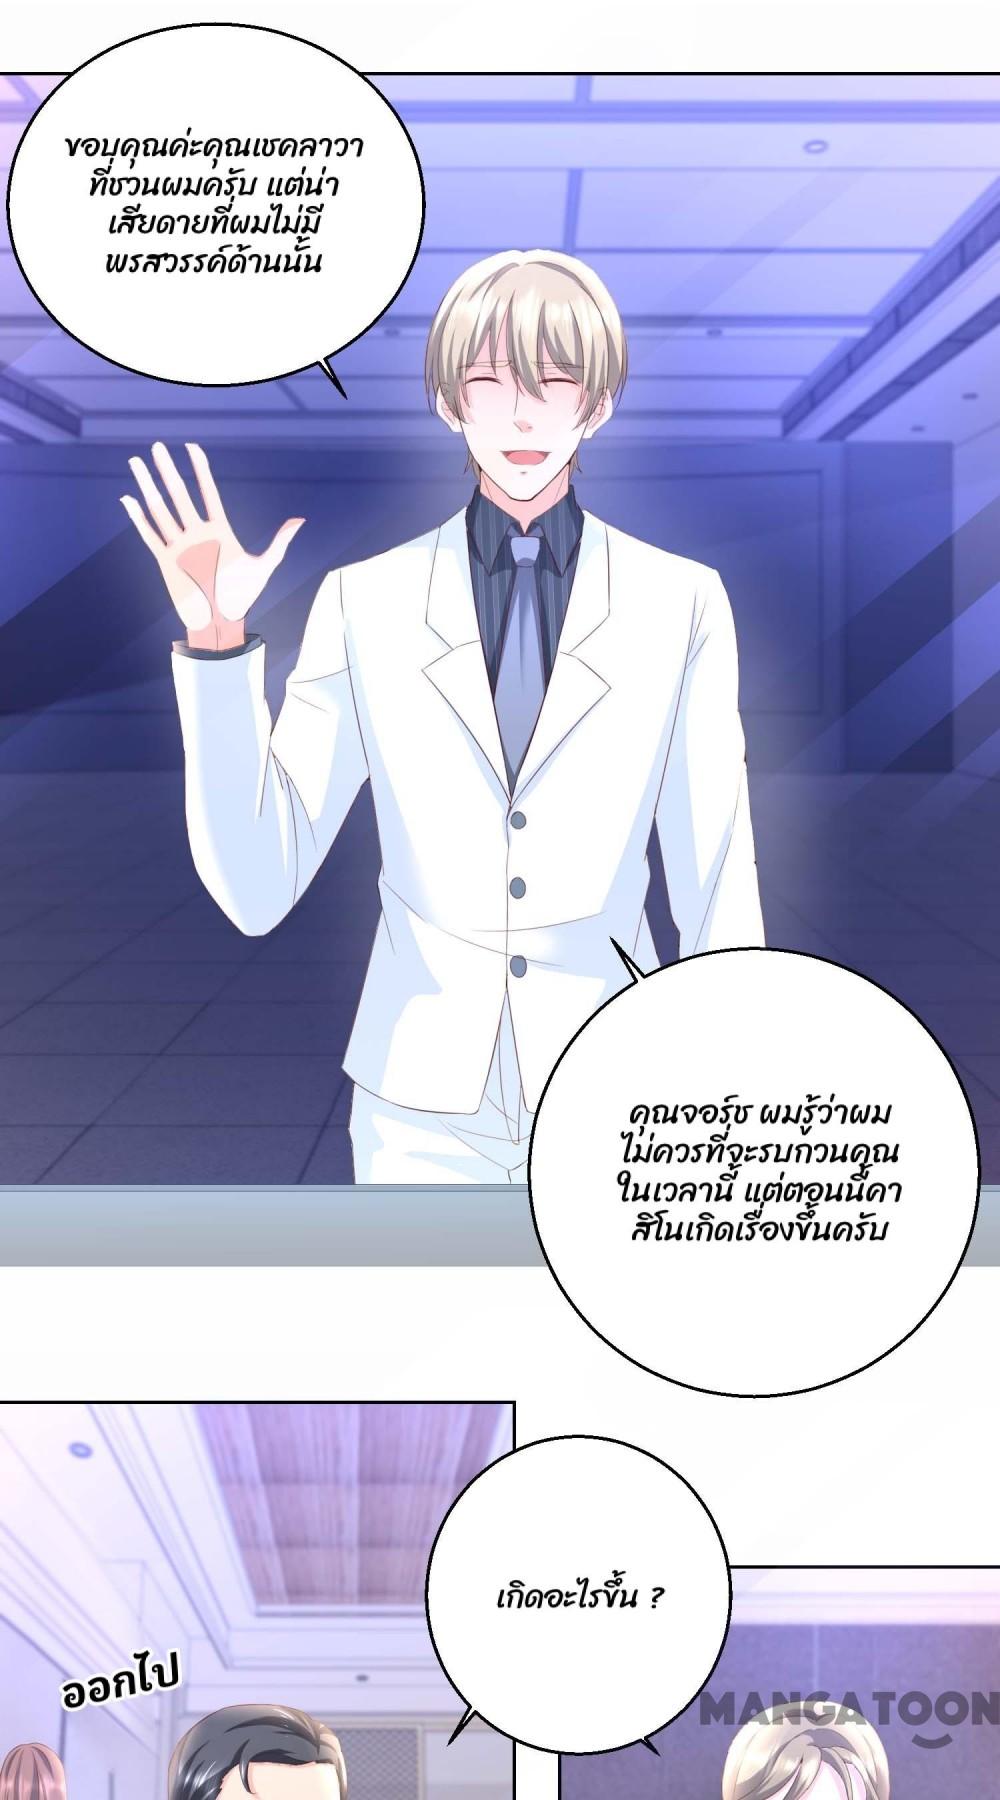 ขอบคุณค่ะคุณเชคลาวา
ที่ชวนผมครับ แต่น่า
เสียดายที่ผมไม่มี
พรสวรรค์ด้านนั้น
คุณจอร์ช ผมรู้ว่าผม
ไม่ควรที่จะรบกวนคุณ
ในเวลานี้ แต่ตอนนี้คา
สิโนเกิดเรื่องขึ้นครับ
เกิดอะไรขึ้น ?
ออกไป
MANGATOON